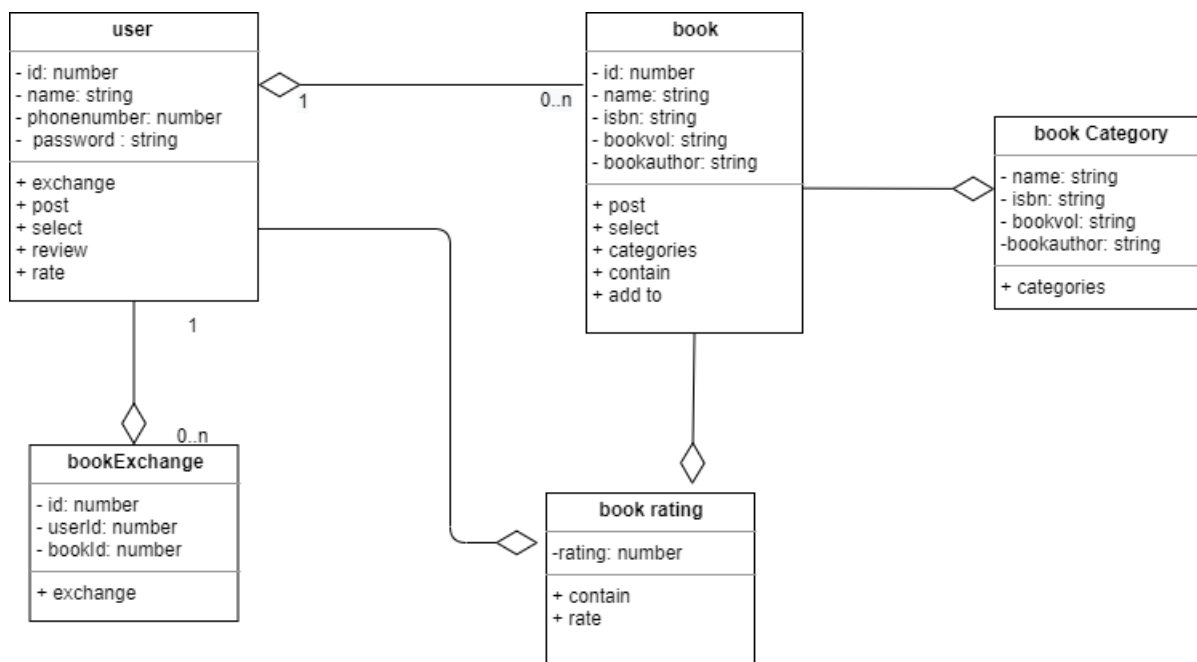 user
- id: number
- name: string
- phonenumber: number
-  password : string
+ exchange
+ post
+ select
+ review
+ rate
1
0..n
book
- id: number
- name: string
- isbn: string
- bookvol: string
- bookauthor: string
+ post
+ select
+ categories
+ contain
+ add to
book Category
- name: string
- isbn: string
- bookvol: string
-bookauthor: string
+ categories
1
0..n
bookExchange
- id: number
- userId: number
- bookId: number
+ exchange
book rating
-rating: number
+ contain
+ rate